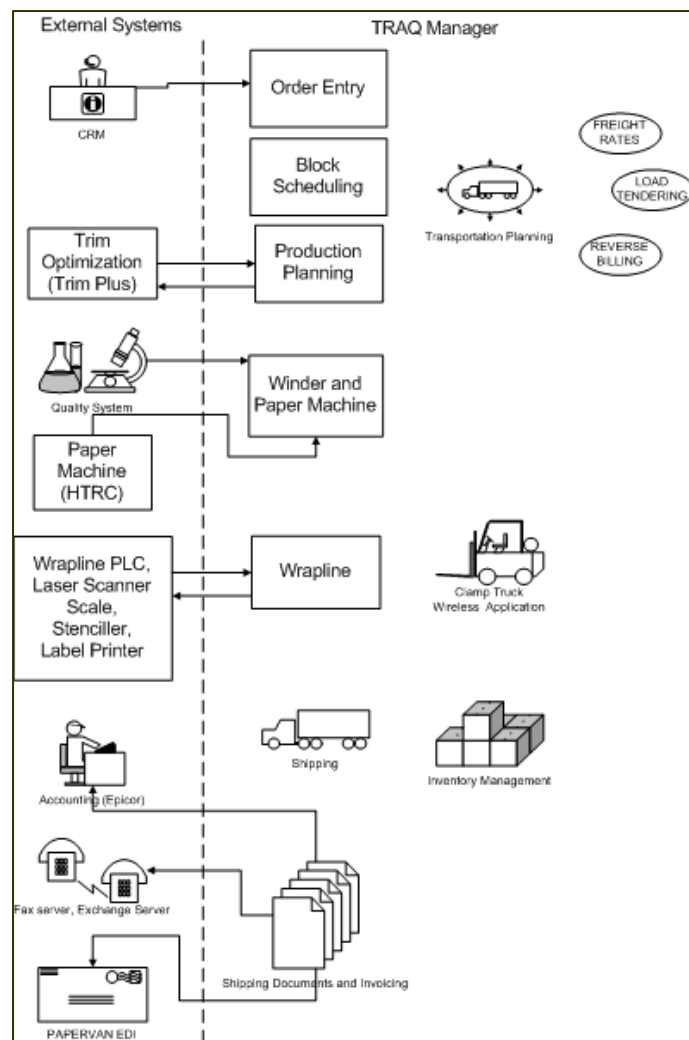 External Systems
TRAQ Manager
CRM
Order Entry
Block
Scheduling
FREIGHT
RATES
LOAD
TENDERING
REVERSE
BILLING
Transportation Planning
Trim
Optimization
(Trim Plus)
Production
Planning
Quality System
Winder and
Paper Machine
Paper
Machine
(HTRC)
Wrapline PLC,
Laser Scanner
Scale,
Stenciller,
Label Printer
Wrapline
Clamp Truck
Wireless Application
Accounting (Epicor)
Shipping
Inventory Management
Fax server, Exchange Server
Shipping Documents and Invoicing
PAPERVAN EDI